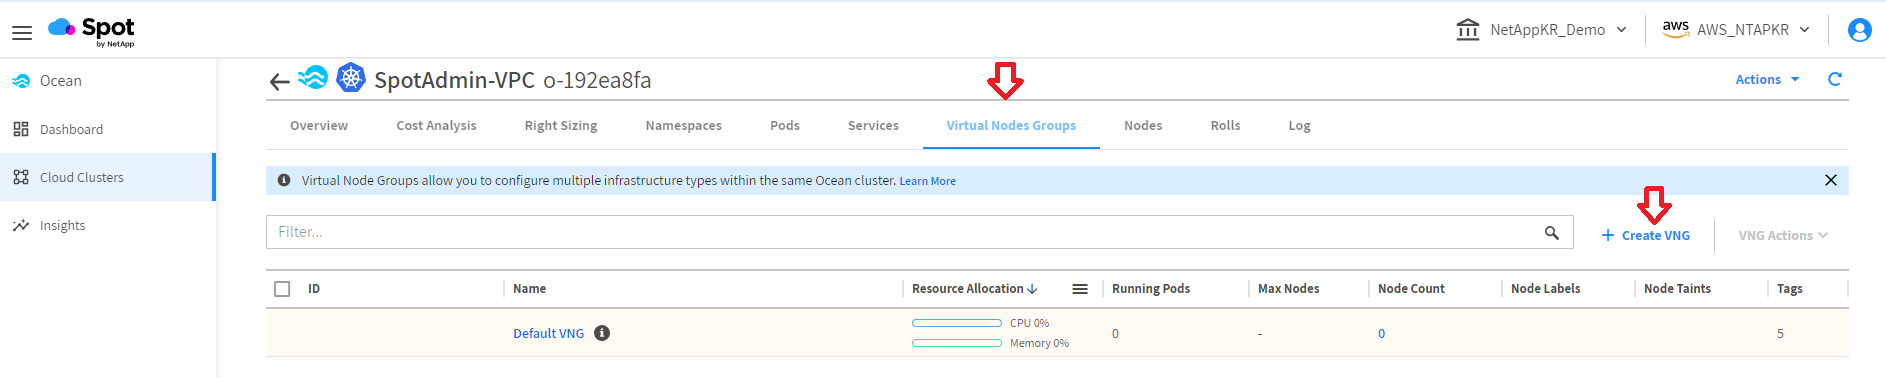 Spot
by NetApp
NetAppKR_Demo
aws AWS_NTAPKR
Ocean
Dashboard
Cloud Clusters
Insights
SpotAdmin-VPC o-192ea8fa
Actions
Overview Cost Analysis Right Sizing Namespaces Pods Services Virtual Nodes Groups Nodes Rolls Log
Virtual Node Groups allow you to configure multiple infrastructure types within the same Ocean cluster. Learn More
Filter...
+ Create VNG
VNG Actions
ID Name Resource Allocation Running Pods Max Nodes Node Count Node Labels Node Taints Tags
Default VNG CPU 0% 0 - 0 5
Memory 0%